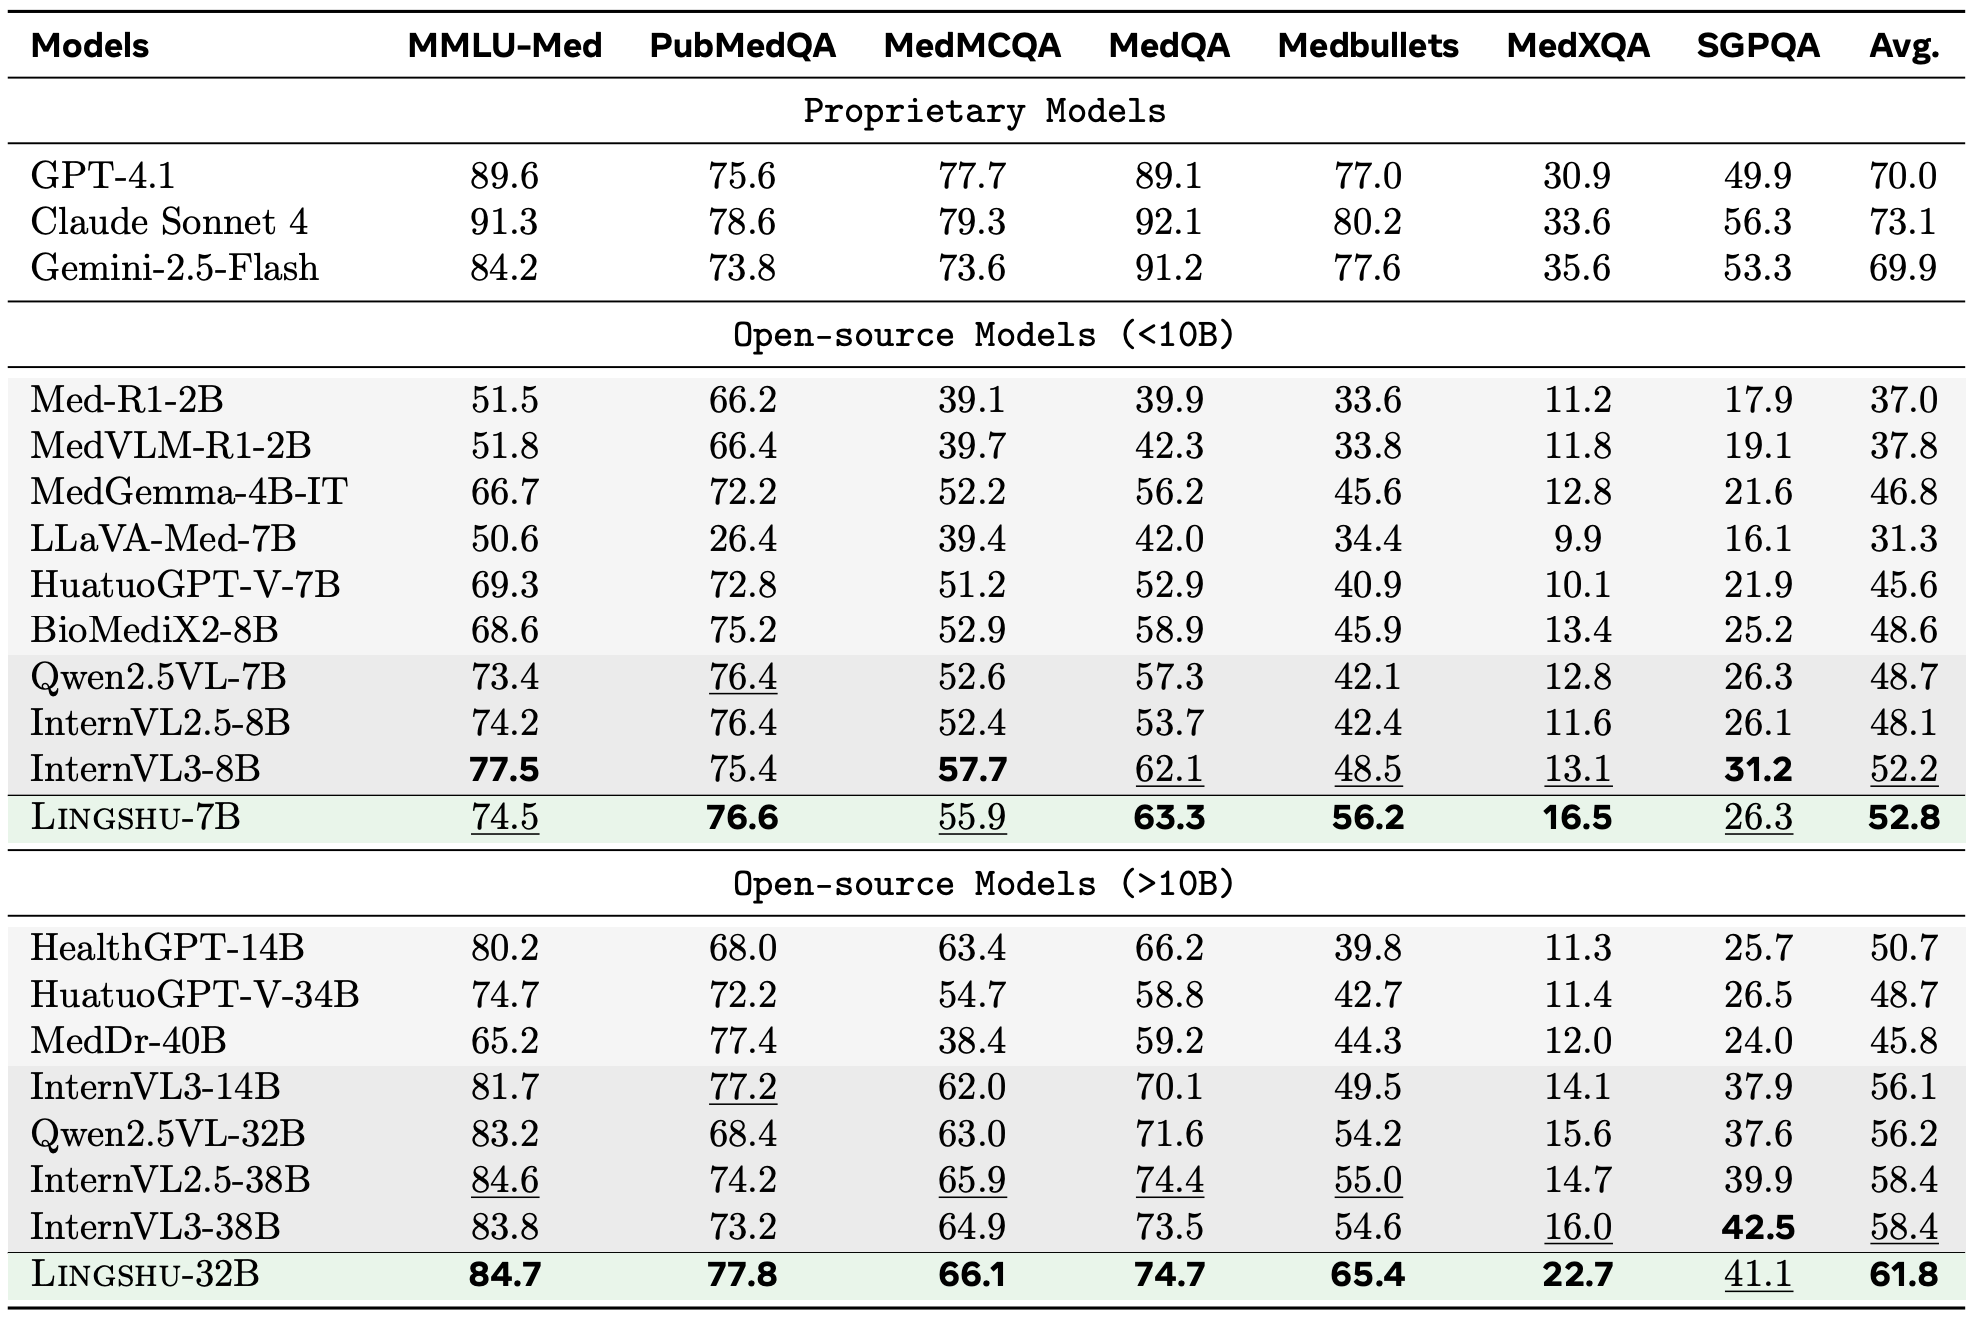 Models MMLU-Med PubMedQA MedMCQA MedQA Medbullets MedXQA SGPQA Avg.
Proprietary Models
GPT-4.1 89.6 75.6 77.7 89.1 77.0 30.9 49.9 70.0
Claude Sonnet 4 91.3 78.6 79.3 92.1 80.2 33.6 56.3 73.1
Gemini-2.5-Flash 84.2 73.8 73.6 91.2 77.6 35.6 53.3 69.9
Open-source Models (<10B)
Med-R1-2B 51.5 66.2 39.1 39.9 33.6 11.2 17.9 37.0
MedVLM-R1-2B 51.8 66.4 39.7 42.3 33.8 11.8 19.1 37.8
MedGemma-4B-IT 66.7 72.2 52.2 56.2 45.6 12.8 21.6 46.8
LLaVA-Med-7B 50.6 26.4 39.4 42.0 34.4 9.9 16.1 31.3
HuatuoGPT-V-7B 69.3 72.8 51.2 52.9 40.9 10.1 21.9 45.6
BioMediX2-8B 68.6 75.2 52.9 58.9 45.9 13.4 25.2 48.6
Qwen2.5VL-7B 73.4 76.4 52.6 57.3 42.1 12.8 26.3 48.7
InternVL2.5-8B 74.2 76.4 52.4 53.7 42.4 11.6 26.1 48.1
InternVL3-8B 77.5 75.4 57.7 62.1 48.5 13.1 31.2 52.2
LINGSHU-7B 74.5 76.6 55.9 63.3 56.2 16.5 26.3 52.8
Open-source Models (>10B)
HealthGPT-14B 80.2 68.0 63.4 66.2 39.8 11.3 25.7 50.7
HuatuoGPT-V-34B 74.7 72.2 54.7 58.8 42.7 11.4 26.5 48.7
MedDr-40B 65.2 77.4 38.4 59.2 44.3 12.0 24.0 45.8
InternVL3-14B 81.7 77.2 62.0 70.1 49.5 14.1 37.9 56.1
Qwen2.5VL-32B 83.2 68.4 63.0 71.6 54.2 15.6 37.6 56.2
InternVL2.5-38B 84.6 74.2 65.9 74.4 55.0 14.7 39.9 58.4
InternVL3-38B 83.8 73.2 64.9 73.5 54.6 16.0 42.5 58.4
LINGSHU-32B 84.7 77.8 66.1 74.7 65.4 22.7 41.1 61.8